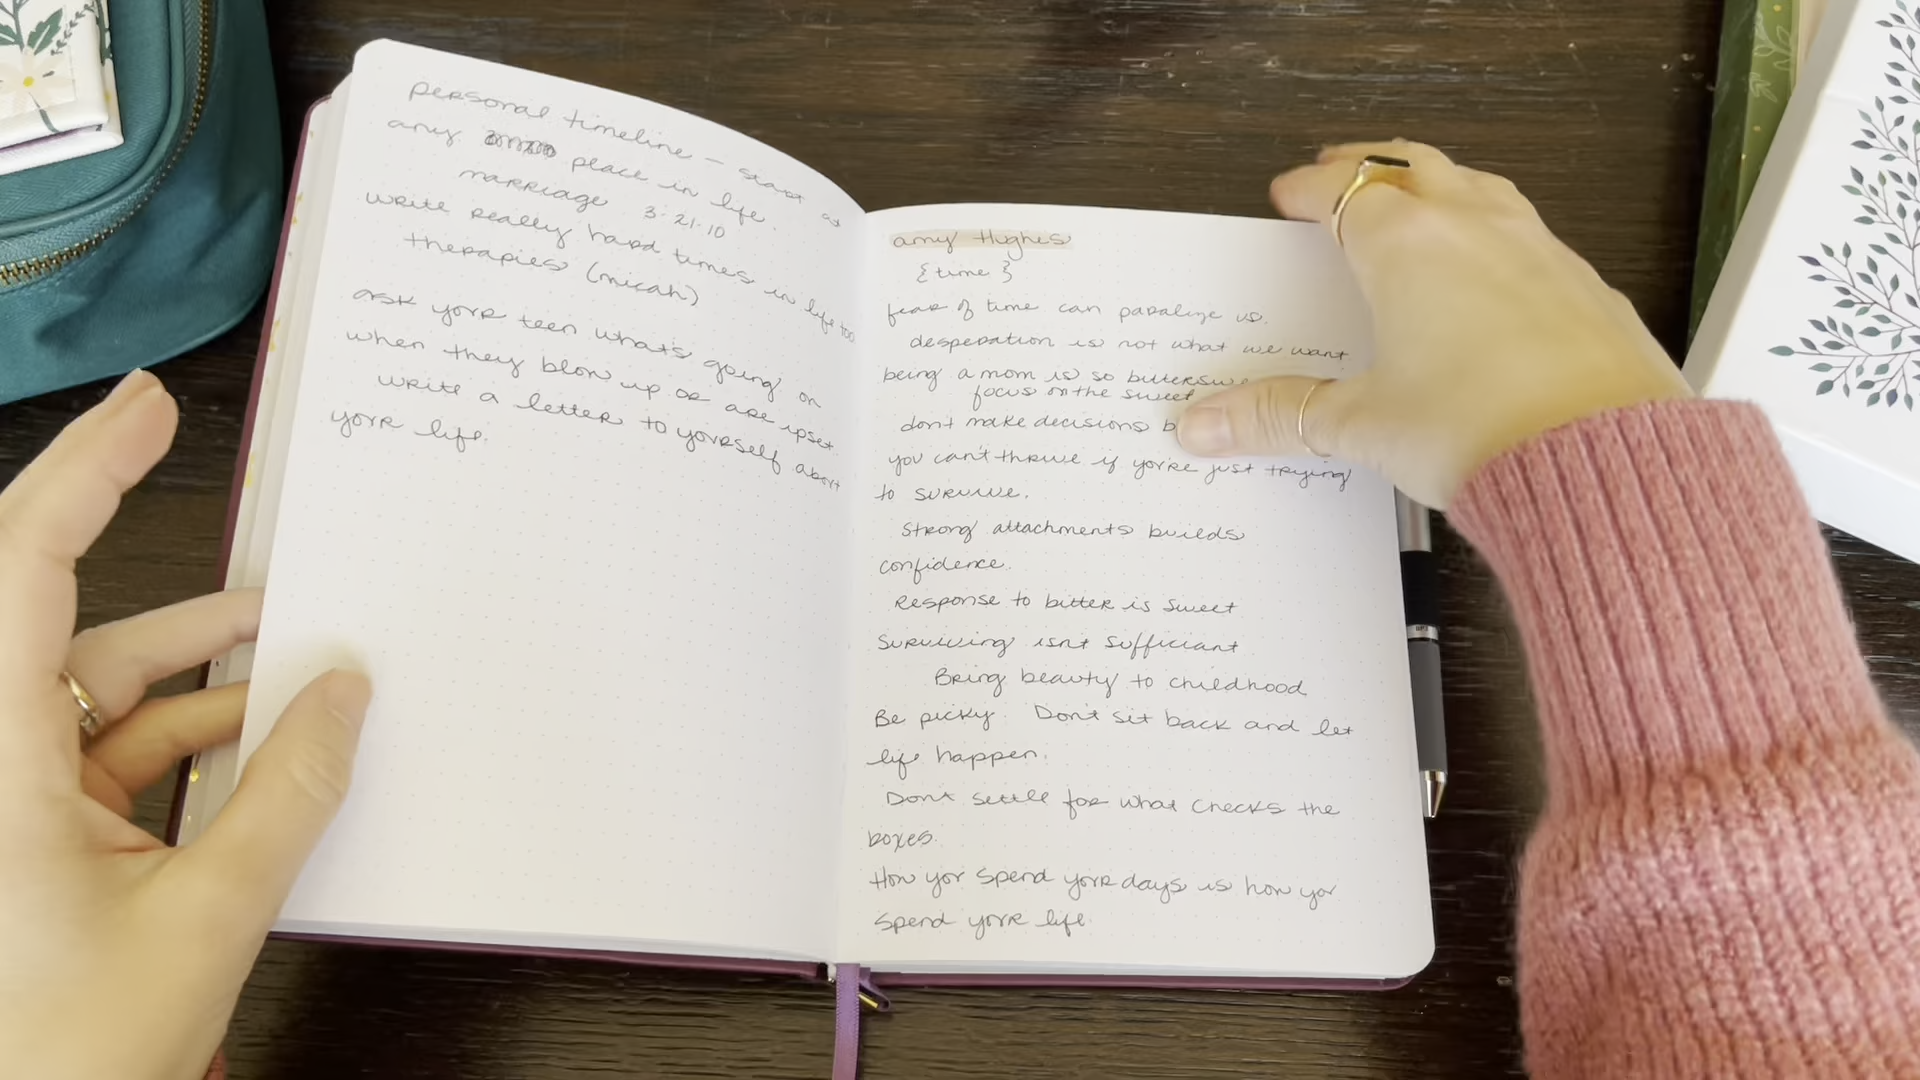 personal timeline - start at
any place in life.
marriage 3-21-10
write really hard times in life too
therapies (micah)
ask your teen whats going on
when they blow up or are upset
write a letter to yourself about
your life.
amy Hughes
{time}
fear of time can paralize us.
desperation is not what we want
being a mom is so
focus on the sweet
don't make decisions
you can't thrive if you're just trying
to survive.
Strong attachments builds
confidence.
Response to bitter is sweet
Surviving isn't sufficiant
Bring beauty to childhood
Be picky. Don't sit back and let
life happen.
Don't settle for what checks the
boxes.
How you spend your days is how you
spend your life